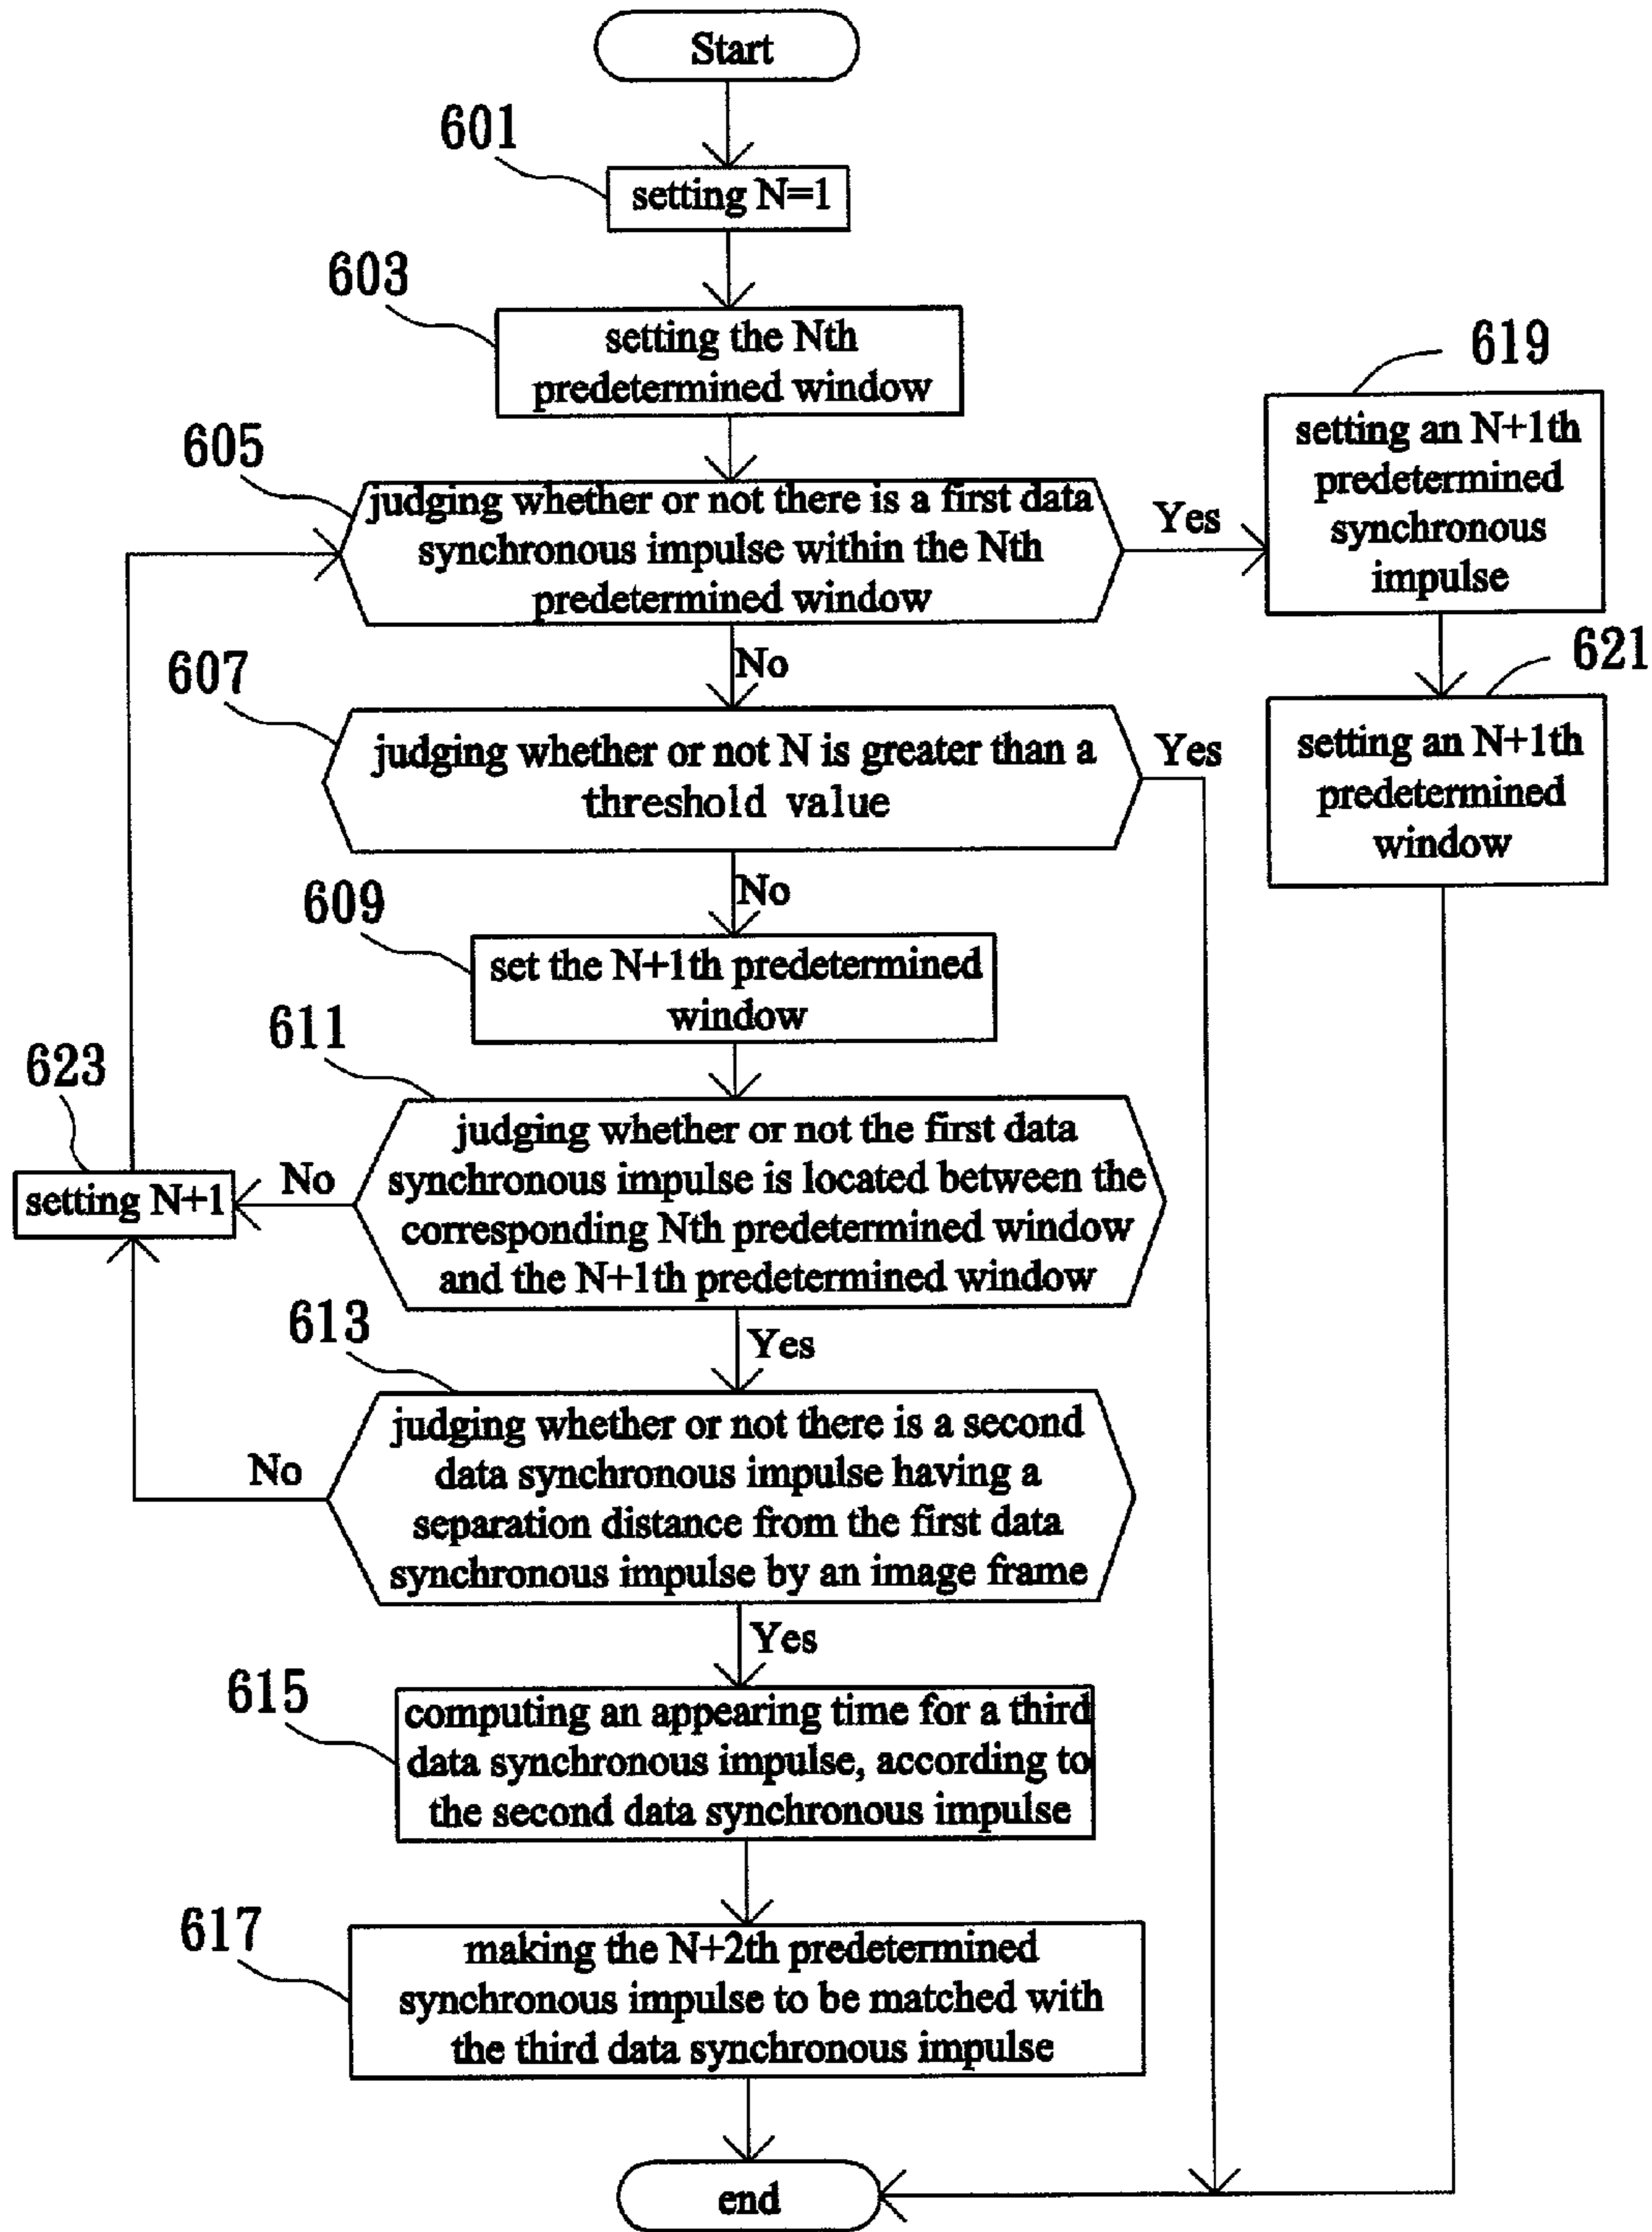 Start
601
setting N=1
603
setting the Nth
predetermined window
605
judging whether or not there is a first data
synchronous impulse within the Nth
predetermined window
Yes
619
setting an N+1th
predetermined
synchronous
impulse
No
621
setting an N+1th
predetermined
window
607
judging whether or not N is greater than a
threshold value
Yes
No
609
set the N+1th predetermined
window
611
judging whether or not the first data
synchronous impulse is located between the
corresponding Nth predetermined window
and the N+1th predetermined window
No
623
setting N+1
Yes
613
judging whether or not there is a second
data synchronous impulse having a
separation distance from the first data
synchronous impulse by an image frame
No
Yes
615
computing an appearing time for a third
data synchronous impulse, according to
the second data synchronous impulse
617
making the N+2th predetermined
synchronous impulse to be matched with
the third data synchronous impulse
end